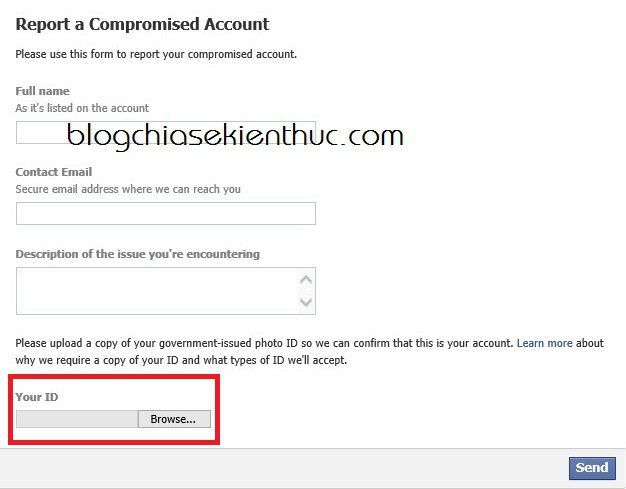 Report a Compromised Account
Please use this form to report your compromised account.
Full name
As it's listed on the account
blogchiasekienthuc.com
Contact Email
Secure email address where we can reach you
Description of the issue you're encountering
Please upload a copy of your government-issued photo ID so we can confirm that this is your account. Learn more about
why we require a copy of your ID and what types of ID we'll accept.
Your ID
Browse...
Send